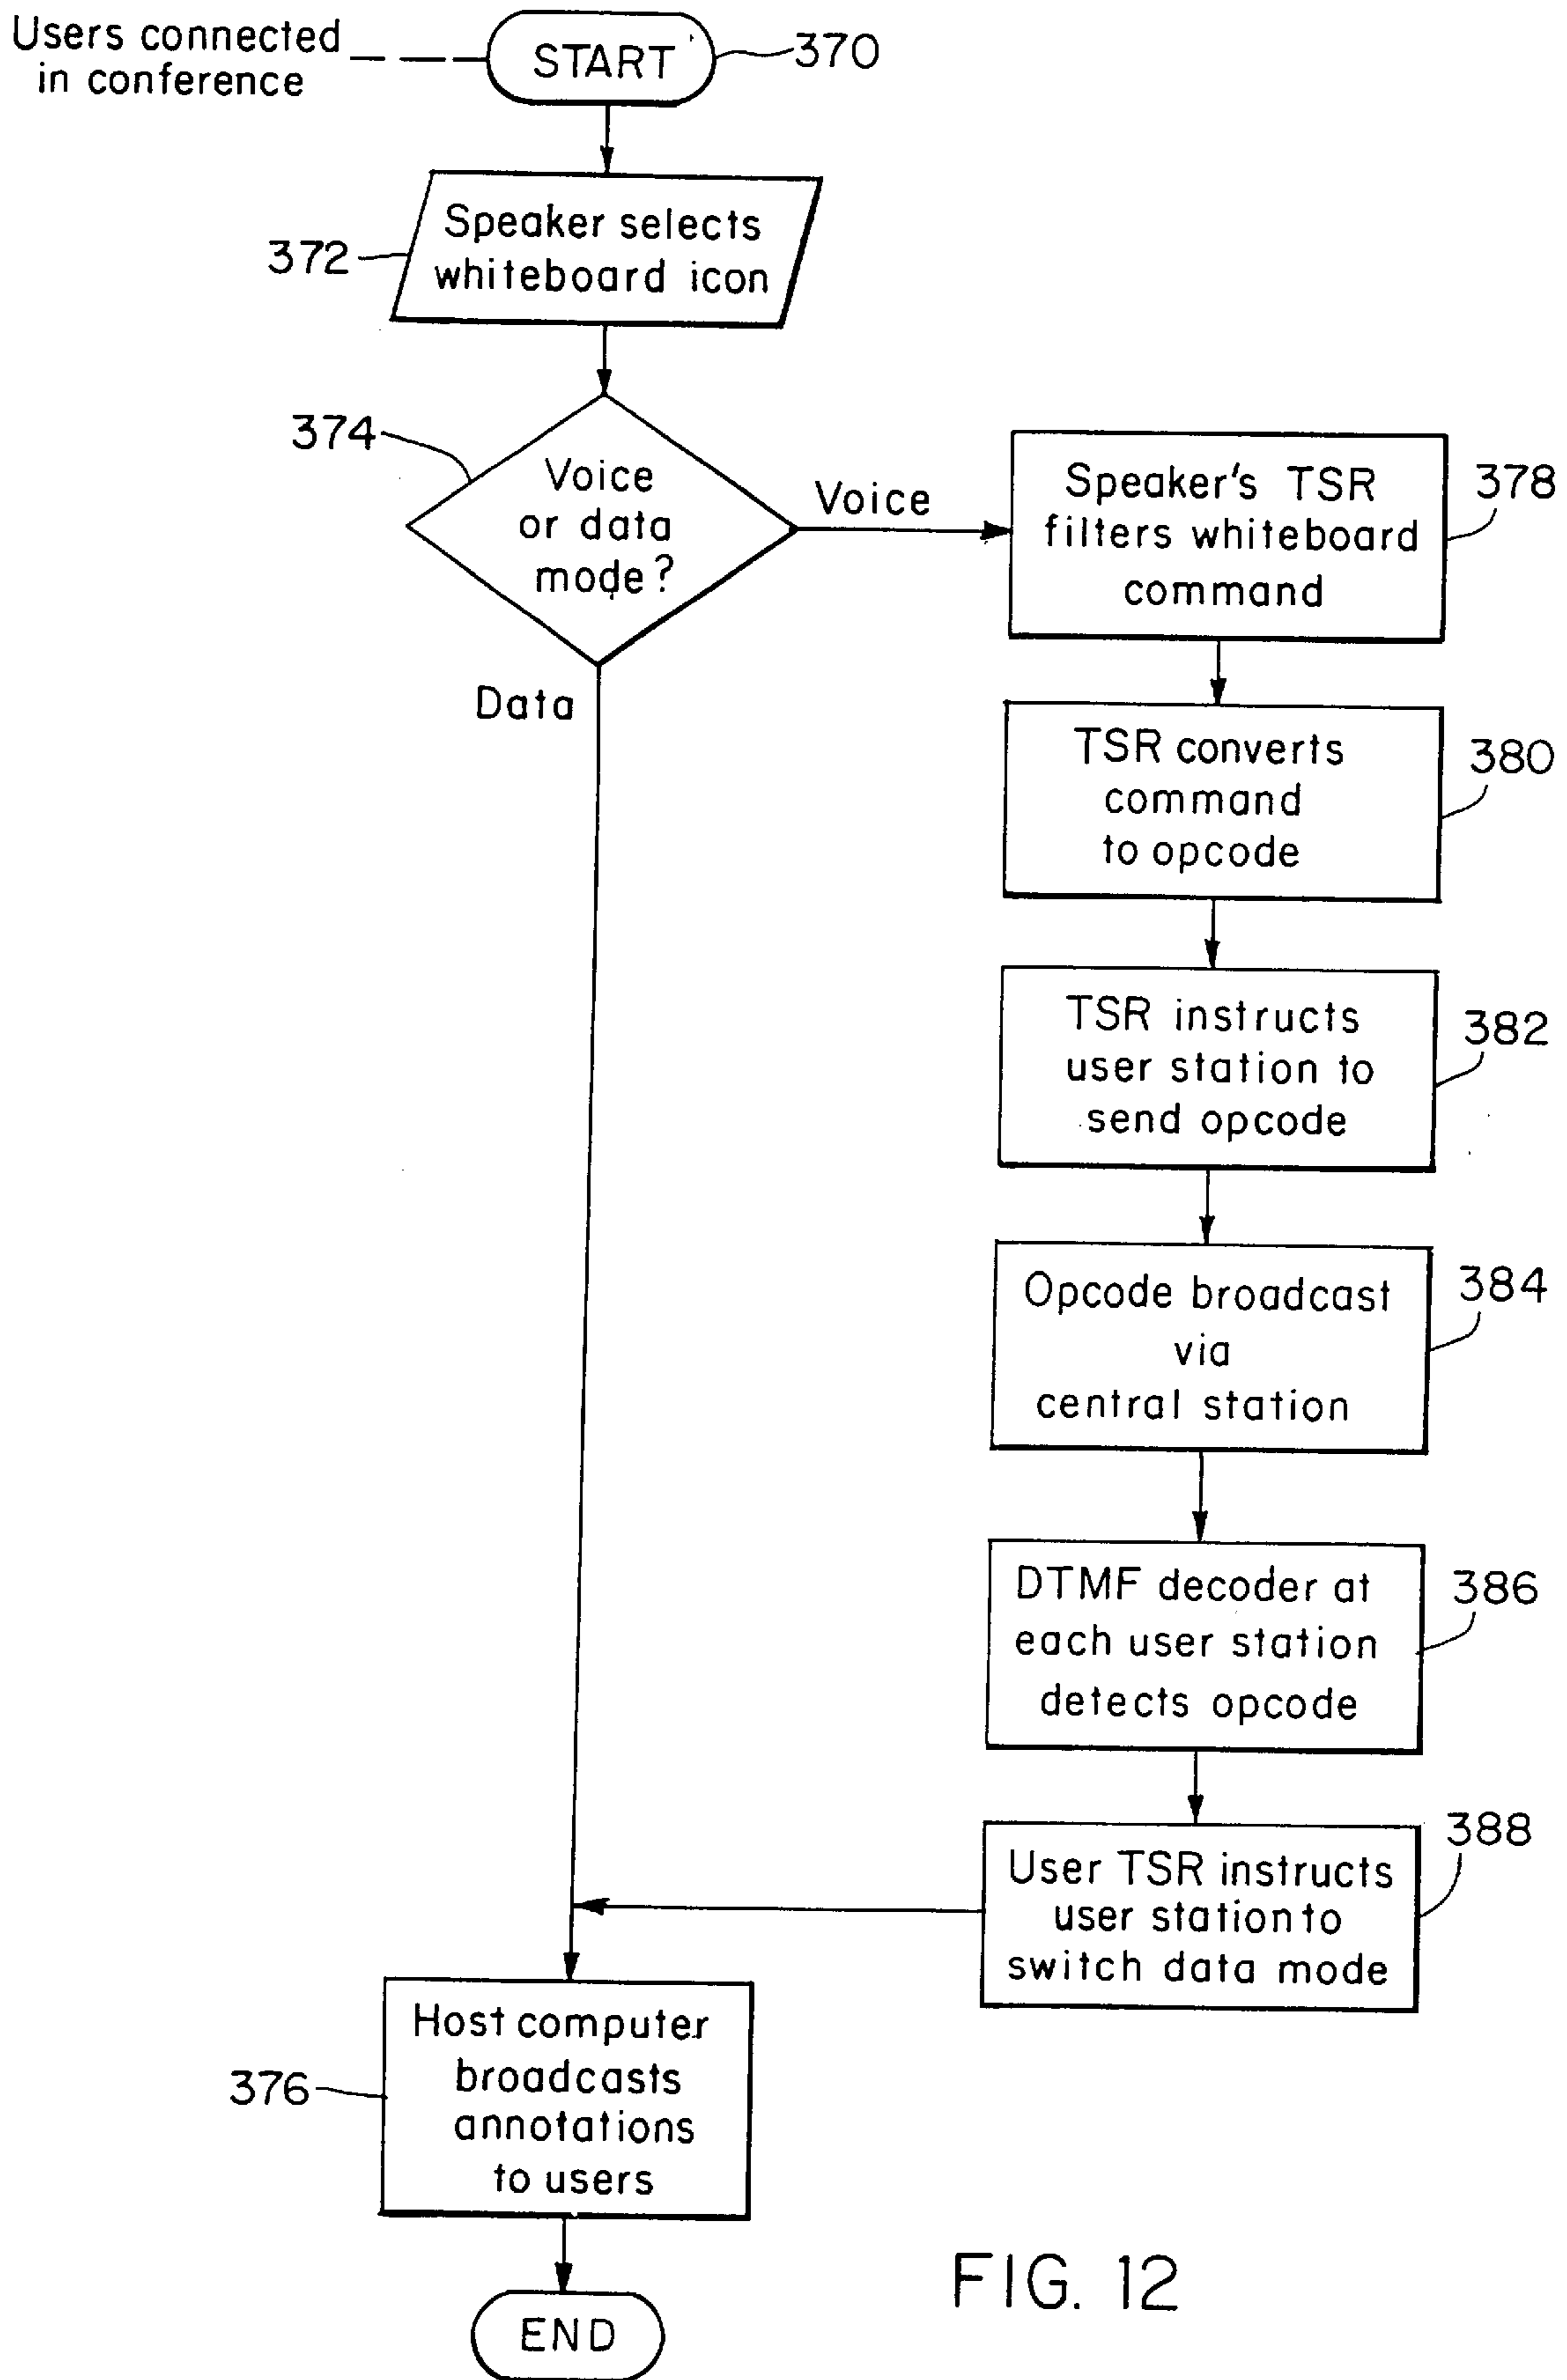 Users connected
in conference
START
370
372
Speaker selects
whiteboard icon
374
Voice
or data
mode?
Voice
Data
Speaker's TSR
filters whiteboard
command
378
TSR converts
command
to opcode
380
TSR instructs
user station to
send opcode
382
Opcode broadcast
via
central station
384
DTMF decoder at
each user station
detects opcode
386
User TSR instructs
user station to
switch data mode
388
376
Host computer
broadcasts
annotations
to users
END
FIG. 12